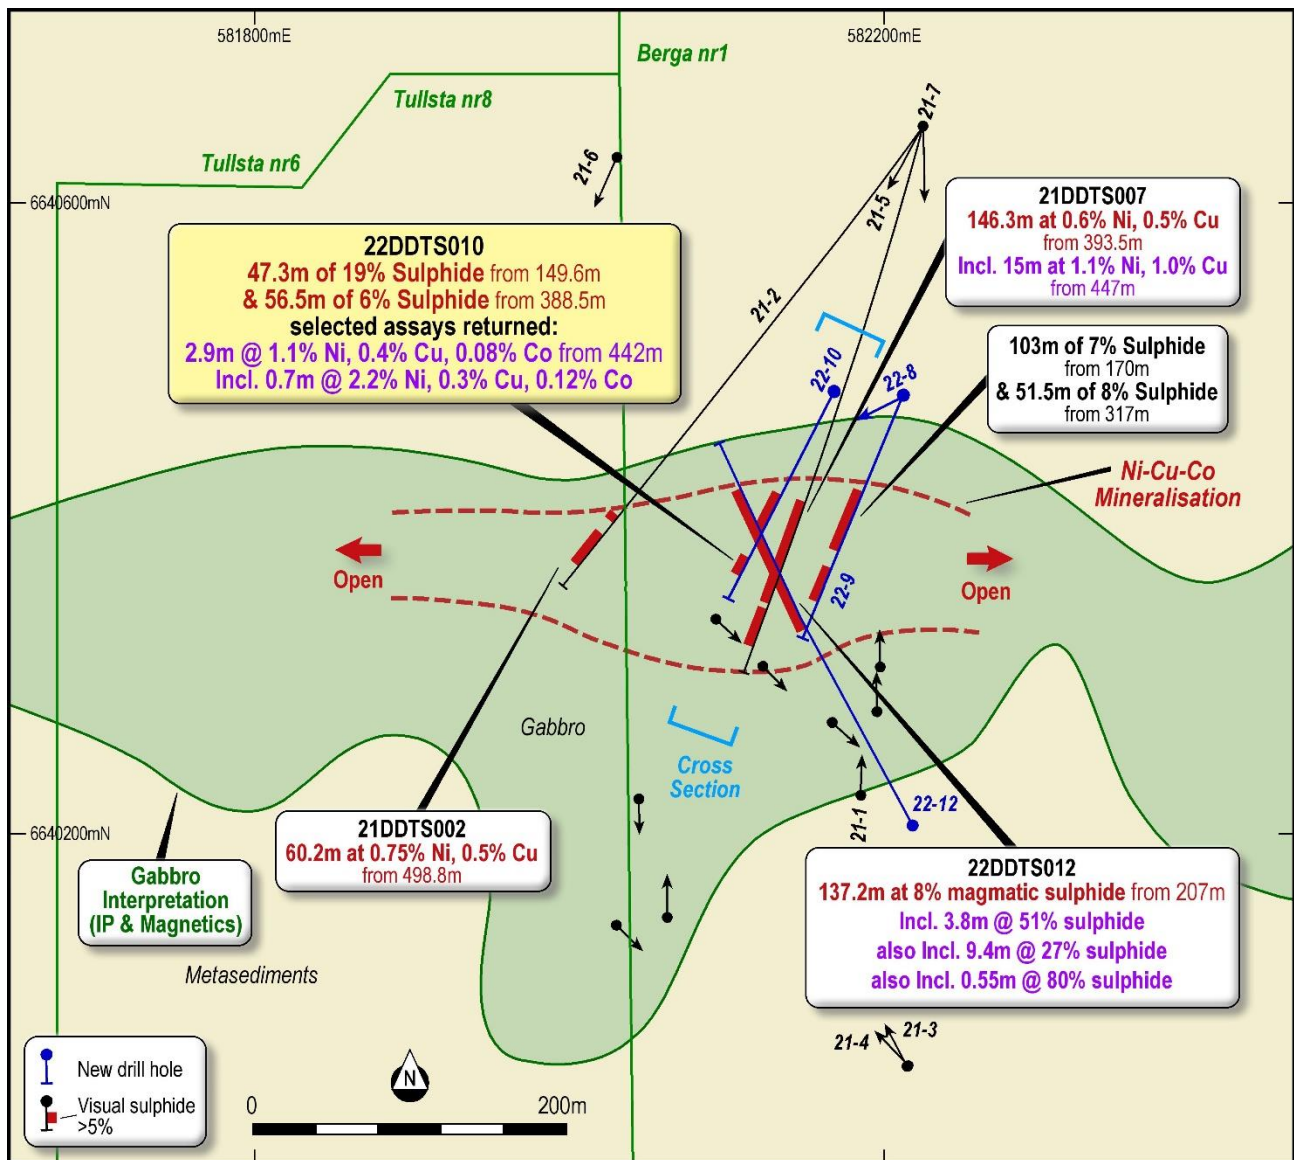 581800mE
582200mE
Berga nr1
Tullsta nr8
Tullsta nr6
21-7
21-6
21-5
6640600mN
21DDTS007
146.3m at 0.6% Ni, 0.5% Cu
from 393.5m
Incl. 15m at 1.1% Ni, 1.0% Cu
from 447m
22DDTS010
47.3m of 19% Sulphide from 149.6m
& 56.5m of 6% Sulphide from 388.5m
selected assays returned:
2.9m @ 1.1% Ni, 0.4% Cu, 0.08% Co from 442m
Incl. 0.7m @ 2.2% Ni, 0.3% Cu, 0.12% Co
21-2
22-10
22-8
103m of 7% Sulphide
from 170m
& 51.5m of 8% Sulphide
from 317m
Ni-Cu-Co
Mineralisation
Open
Open
22-9
Gabbro
Cross
Section
21-1
22-12
6640200mN
21DDTS002
60.2m at 0.75% Ni, 0.5% Cu
from 498.8m
Gabbro
Interpretation
(IP & Magnetics)
Metasediments
22DDTS012
137.2m at 8% magmatic sulphide from 207m
Incl. 3.8m @ 51% sulphide
also Incl. 9.4m @ 27% sulphide
also Incl. 0.55m @ 80% sulphide
21-3
21-4
New drill hole
Visual sulphide
>5%
N
0
200m